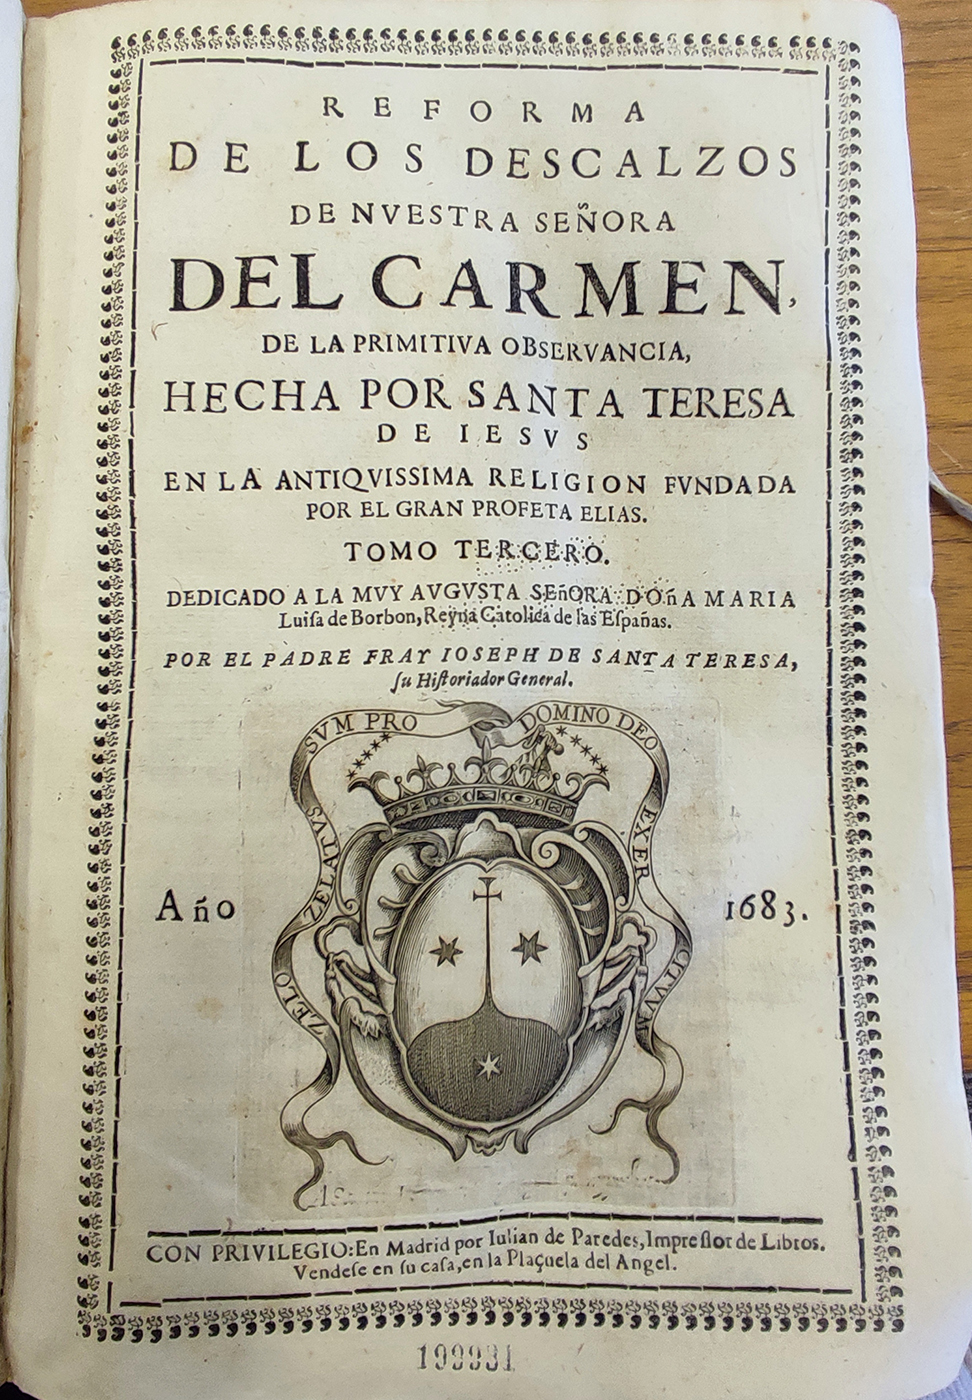 REFORMA
DE LOS DESCALZOS
DE NVESTRA SEÑORA
DEL CARMEN,
DE LA PRIMITIVA OBSERVANCIA,
HECHA POR SANTA TERESA
DE IESVS
EN LA ANTIQVISSIMA RELIGION FVNDADA
POR EL GRAN PROFETA ELIAS.
TOMO TERCERO.
DEDICADO A LA MVY AVGVSTA SEñORA DOñA MARIA
Luiſa de Borbon, Reyna Catolica de las Eſpañas.
POR EL PADRE FRAY IOSEPH DE SANTA TERESA,
ſu Hiſtoriador General.
ZELO ZELATVS SVM PRO DOMINO DEO EXERCITVVM
Año 1683.
CON PRIVILEGIO: En Madrid por Iulian de Paredes, Impreſſor de Libros.
Vendeſe en ſu caſa, en la Plaçuela del Angel.
199931